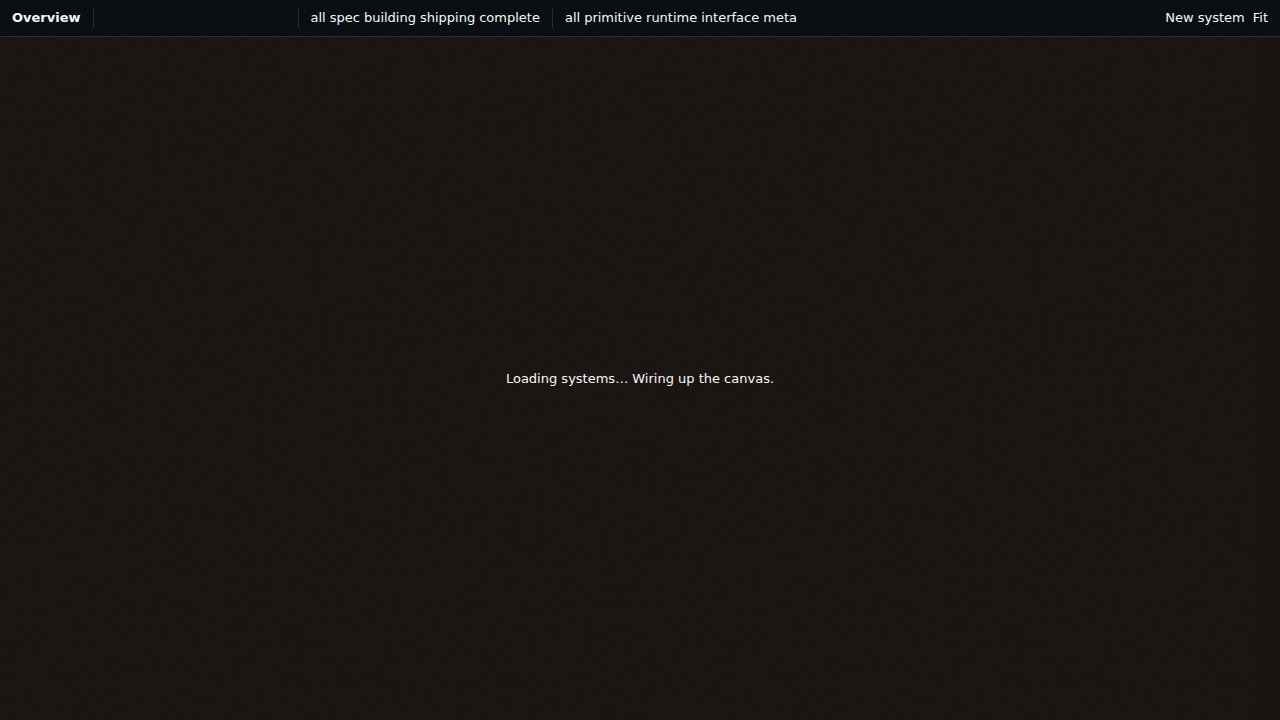 Overview
all spec building shipping complete
all primitive runtime interface meta
New system Fit
Loading systems… Wiring up the canvas.